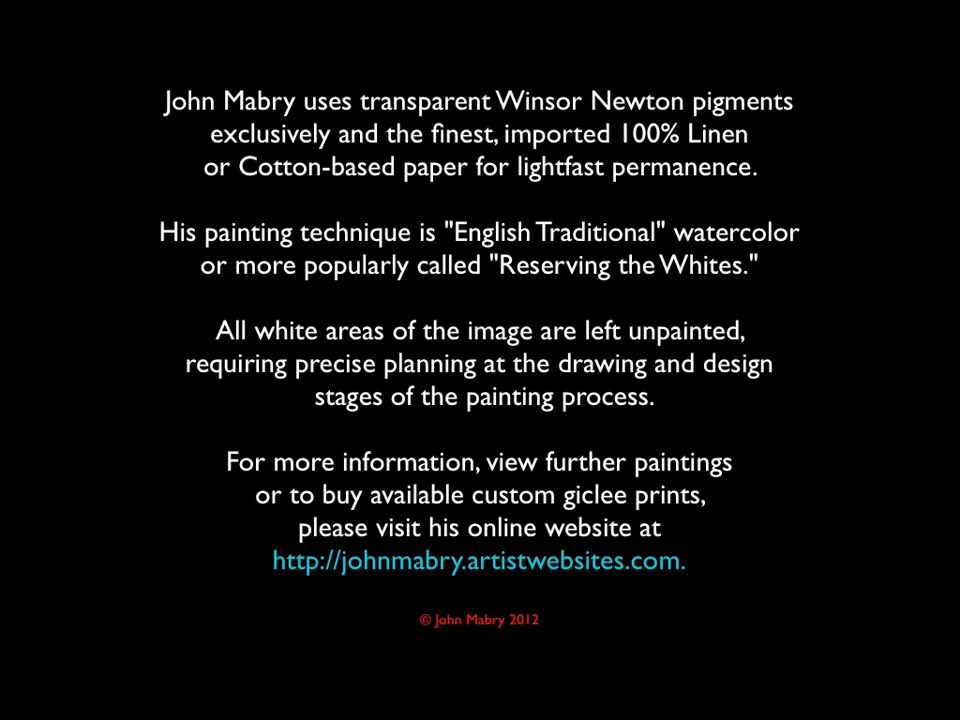 John Mabry uses transparent Winsor Newton pigments
exclusively and the finest, imported 100% Linen
or Cotton-based paper for lightfast permanence.
His painting technique is "English Traditional" watercolor
or more popularly called "Reserving the Whites."
All white areas of the image are left unpainted,
requiring precise planning at the drawing and design
stages of the painting process.
For more information, view further paintings
or to buy available custom giclee prints,
please visit his online website at
http://johnmabry.artistwebsites.com.
© John Mabry 2012